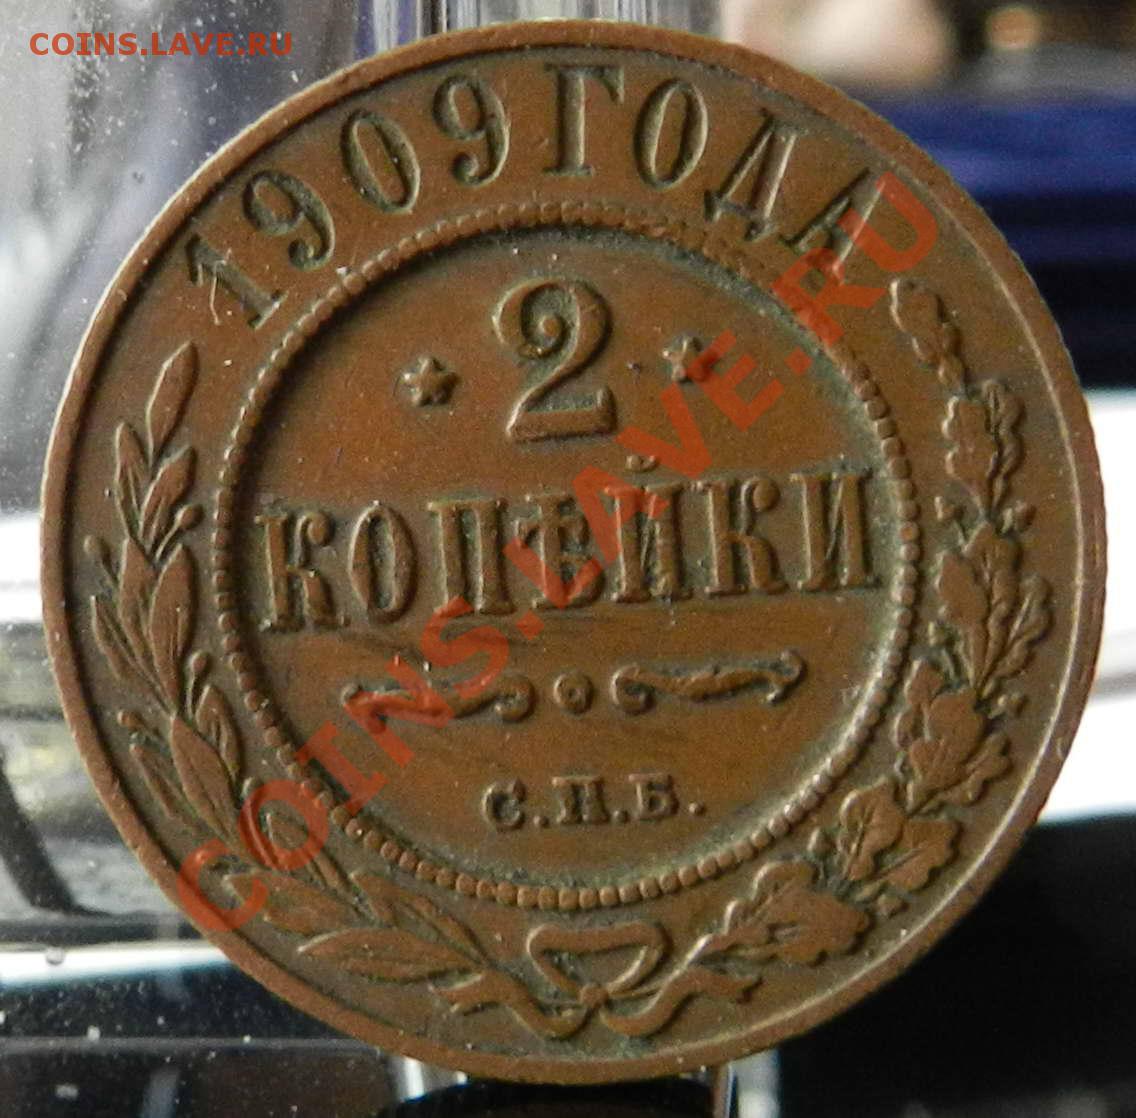 COINS.LAVE.RU
1909 ГОДА
2
КОПѢЙКИ
С.П.Б.
COINS.LAVE.RU